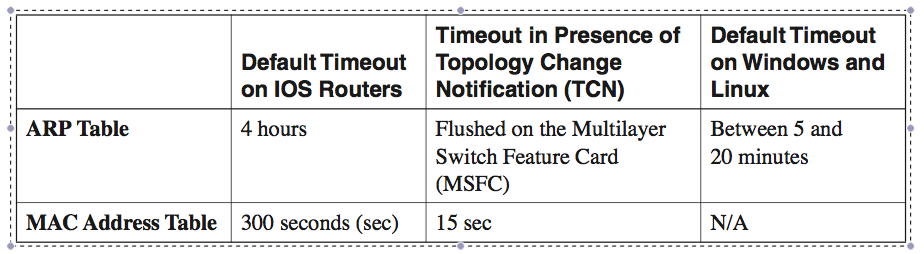 Default Timeout
on IOS Routers
Timeout in Presence of
Topology Change
Notification (TCN)
Default Timeout
on Windows and
Linux
ARP Table
4 hours
Flushed on the Multilayer
Switch Feature Card
(MSFC)
Between 5 and
20 minutes
MAC Address Table
300 seconds (sec)
15 sec
N/A